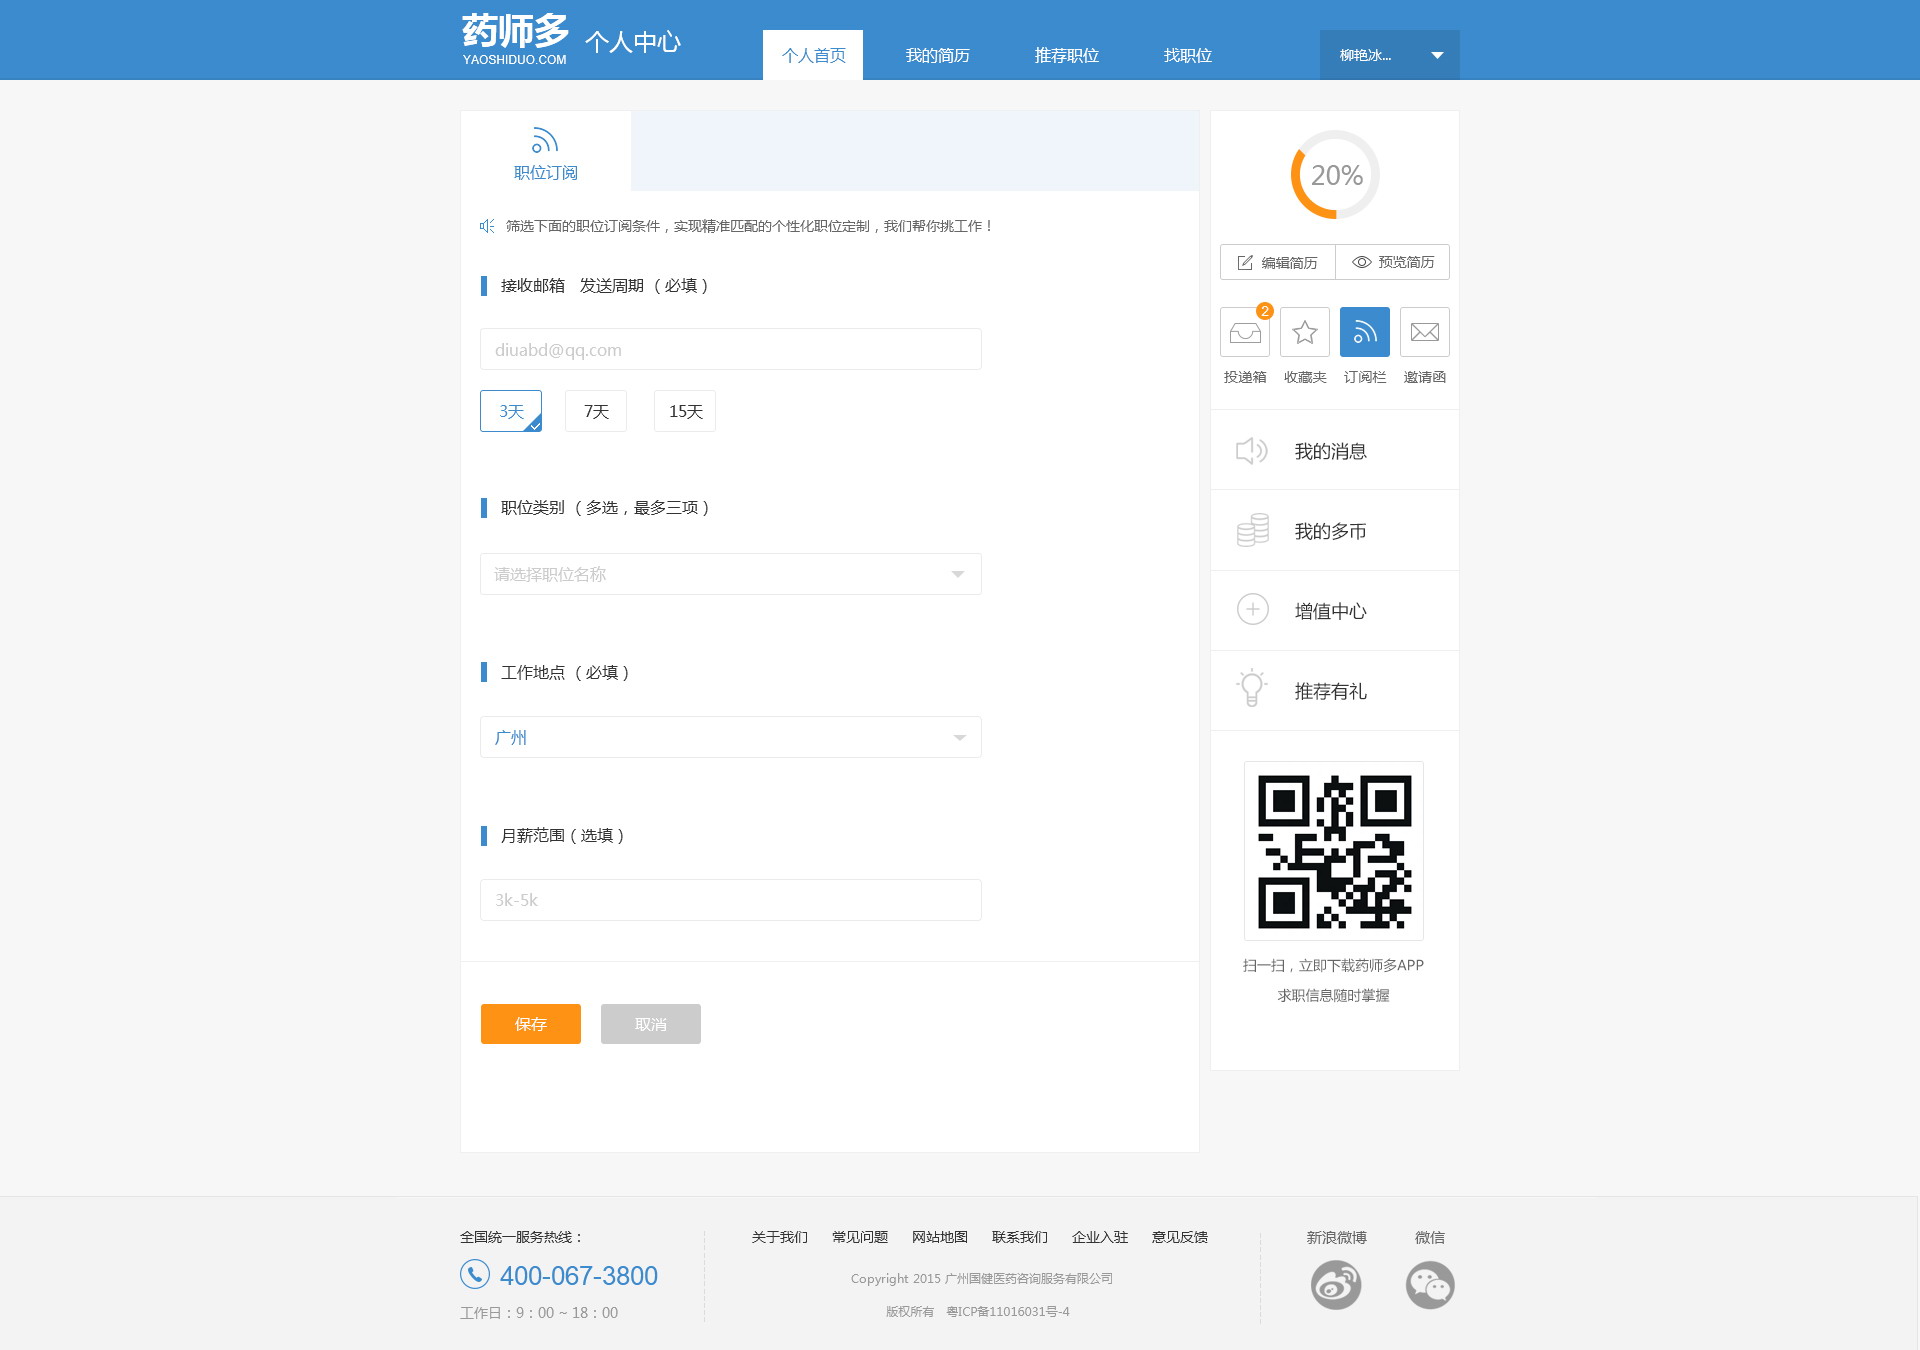 药师多
YAOSHIDUO.COM
个人中心
个人首页 我的简历 推荐职位 找职位
柳艳冰...
职位订阅
筛选下面的职位订阅条件，实现精准匹配的个性化职位定制，我们帮你挑工作！
接收邮箱 发送周期（必填）
diuabd@qq.com
3天 7天 15天
职位类别（多选，最多三项）
请选择职位名称
工作地点（必填）
广州
月薪范围（选填）
3k-5k
保存 取消
20%
编辑简历 预览简历
2
投递箱 收藏夹 订阅栏 邀请函
我的消息
我的多币
增值中心
推荐有礼
扫一扫，立即下载药师多APP
求职信息随时掌握
全国统一服务热线：
400-067-3800
工作日：9：00 ~ 18：00
关于我们 常见问题 网站地图 联系我们 企业入驻 意见反馈
Copyright 2015 广州国健医药咨询服务有限公司
版权所有 粤ICP备11016031号-4
新浪微博 微信